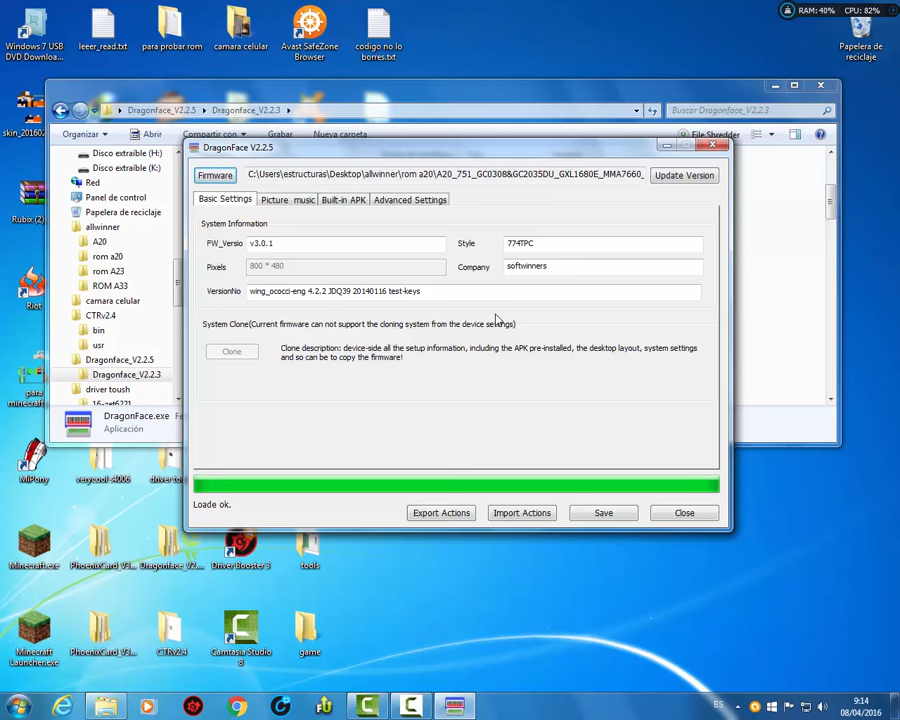 RAM: 40% CPU: 82%
Windows 7 USB
DVD Downloa...
leeer_read.txt
para probar rom
camara celular
Avast SafeZone
Browser
codigo no lo
borres.txt
Papelera de
reciclaje
Dragonface_V2.2.5
Dragonface_V2.2.3
Buscar Dragonface_V2.2.3
Organizar
Abrir
Compartir con
Grabar
Nueva carpeta
File Shredder
skin_201602
Rubix (2)
Riot
para
minecraft
Disco extraíble (H:)
Disco extraíble (K:)
Red
Panel de control
Papelera de reciclaje
allwinner
A20
rom a20
rom A23
ROM A33
camara celular
CTRv2.4
bin
usr
Dragonface_V2.2.5
Dragonface_V2.2.3
driver toush
16-zet6221
DragonFace.exe
Aplicación
DragonFace V2.2.5
Firmware
C:\Users\estructuras\Desktop\allwinner\rom a20\A20_751_GC0308&GC2035DU_GXL1680E_MMA7660_
Update Version
Basic Settings
Picture music
Built-in APK
Advanced Settings
System Information
FW_Versio
v3.0.1
Style
774TPC
Pixels
800 * 480
Company
softwinners
VersionNo
wing_ococci-eng 4.2.2 JDQ39 20140116 test-keys
System Clone(Current firmware can not support the cloning system from the device settings)
Clone
Clone description: device-side all the setup information, including the APK pre-installed, the desktop layout, system settings
and so can be to copy the firmware!
Loade ok.
Export Actions
Import Actions
Save
Close
MiPony
verycool s4006
driver to
Minecraft.exe
PhoenixCard_V3...
Dragonface_V2....
Driver Booster 3
tools
Minecraft
Launcher.exe
PhoenixCard_V3...
CTRv2.4
Camtasia Studio
8
game
ES
9:14
08/04/2016